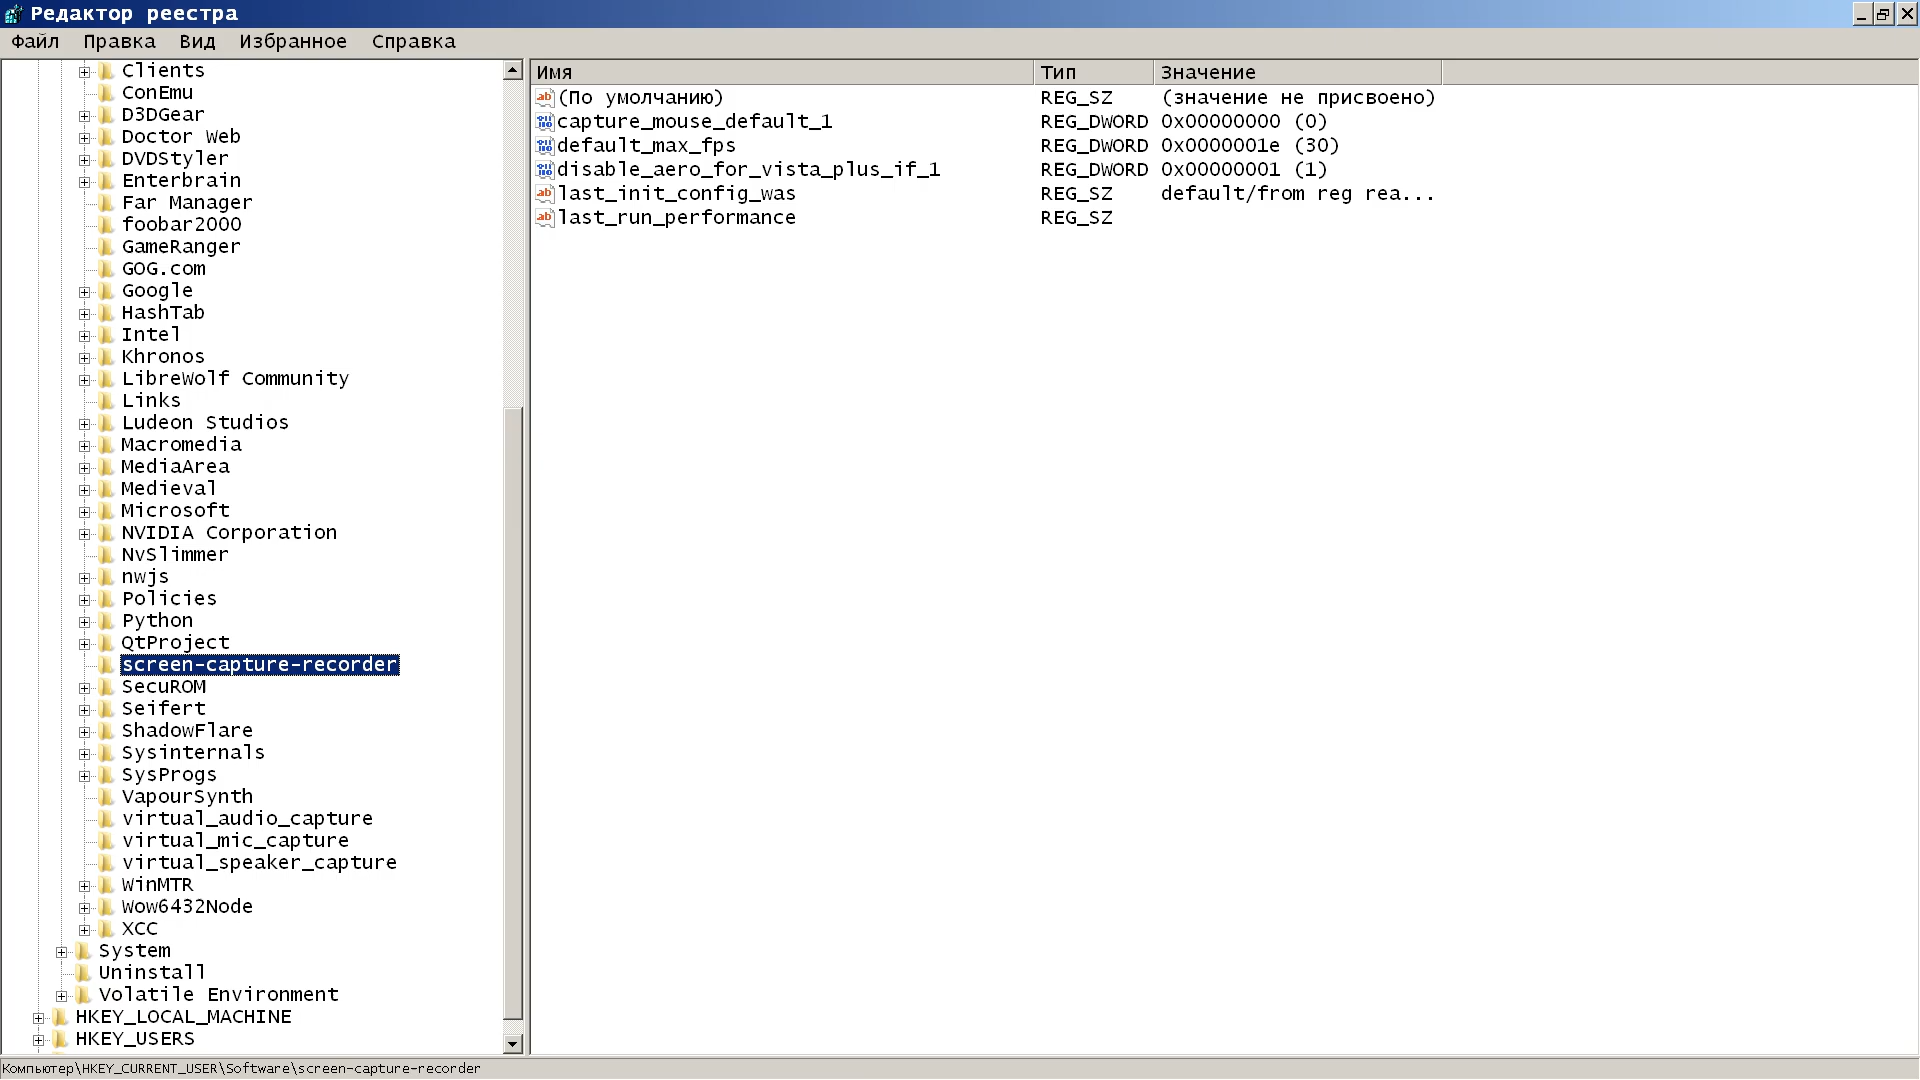 Редактор реестра
Файл Правка Вид Избранное Справка
Clients
ConEmu
D3DGear
Doctor Web
DVDStyler
Enterbrain
Far Manager
foobar2000
GameRanger
GOG.com
Google
HashTab
Intel
Khronos
LibreWolf Community
Links
Ludeon Studios
Macromedia
MediaArea
Medieval
Microsoft
NVIDIA Corporation
NvSlimmer
nwjs
Policies
Python
QtProject
screen-capture-recorder
SecuROM
Seifert
ShadowFlare
Sysinternals
SysProgs
VapourSynth
virtual_audio_capture
virtual_mic_capture
virtual_speaker_capture
WinMTR
Wow6432Node
XCC
System
Uninstall
Volatile Environment
HKEY_LOCAL_MACHINE
HKEY_USERS
Имя Тип Значение
(По умолчанию) REG_SZ (значение не присвоено)
capture_mouse_default_1 REG_DWORD 0x00000000 (0)
default_max_fps REG_DWORD 0x0000001e (30)
disable_aero_for_vista_plus_if_1 REG_DWORD 0x00000001 (1)
last_init_config_was REG_SZ default/from reg rea...
last_run_performance REG_SZ
Компьютер\HKEY_CURRENT_USER\Software\screen-capture-recorder